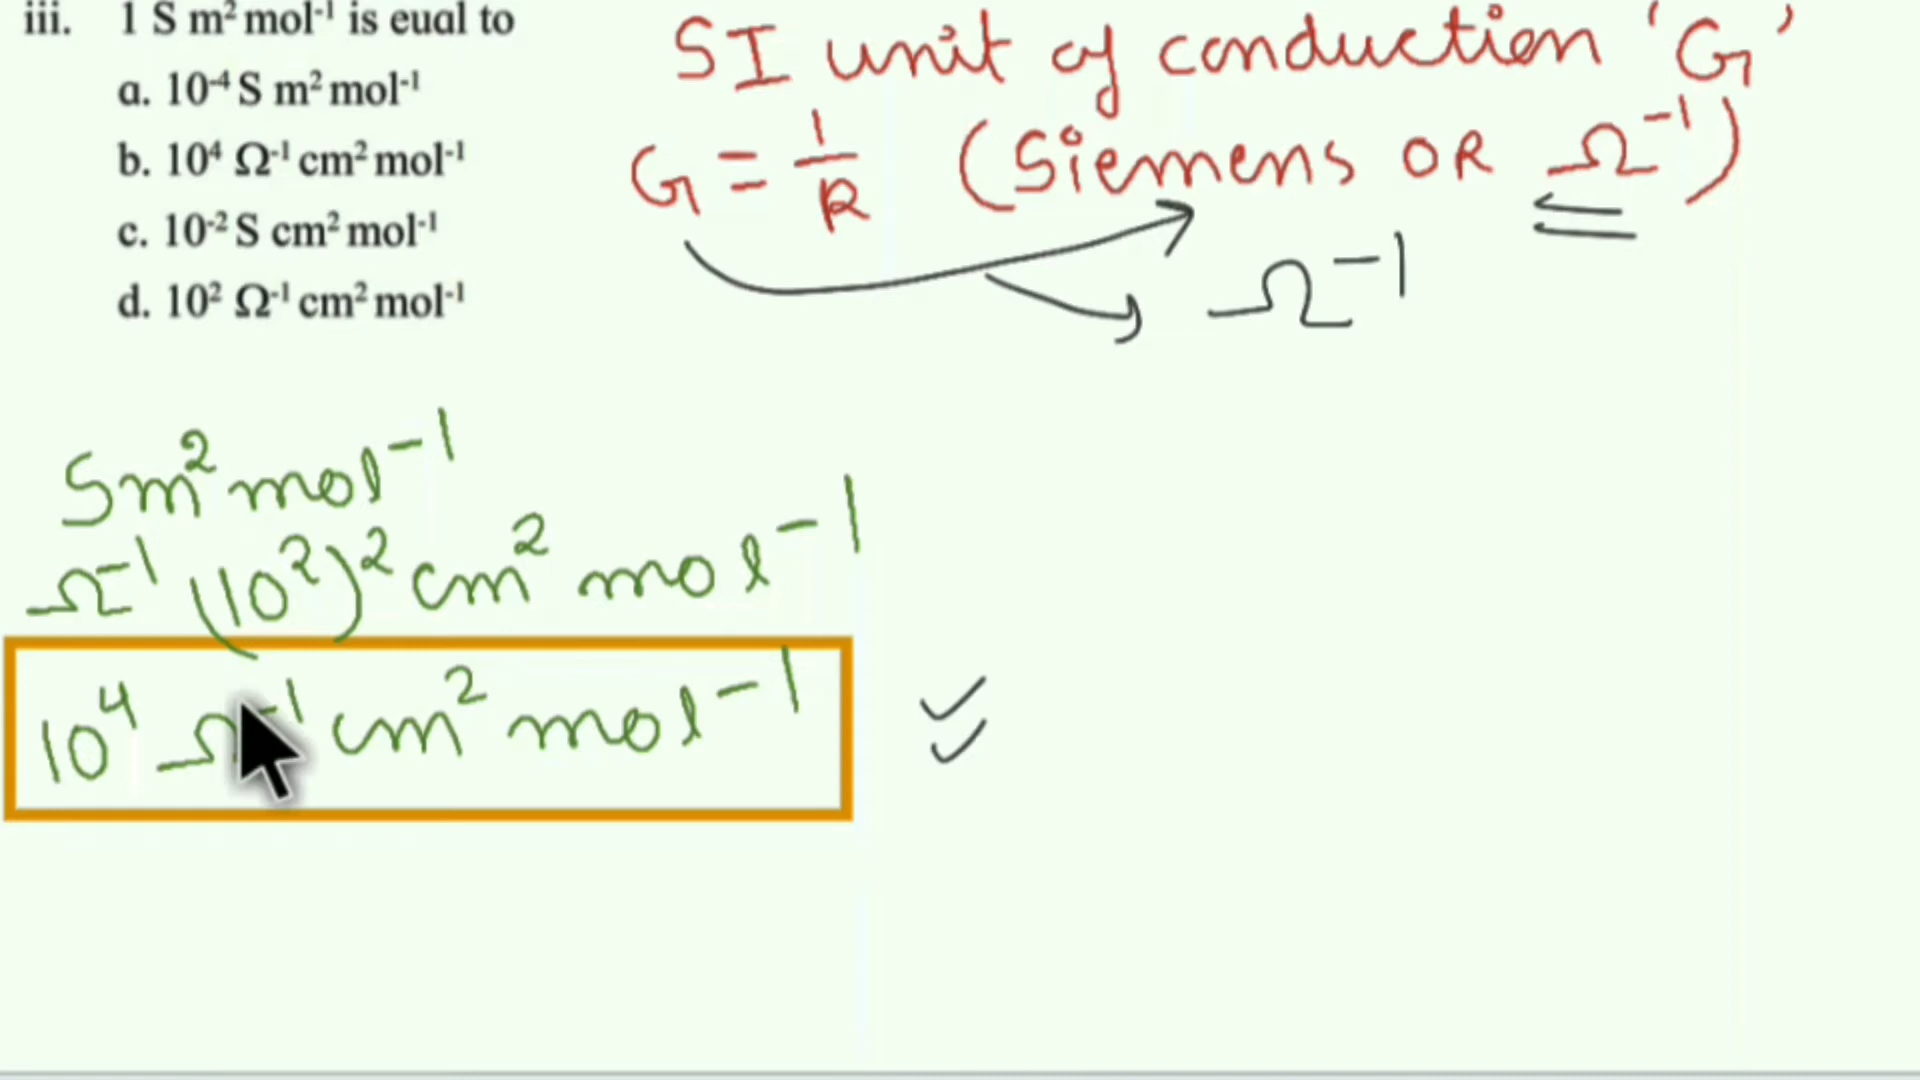 iii. 1 S m² mol⁻¹ is eual to
a. 10⁻⁴ S m² mol⁻¹
b. 10⁴ Ω⁻¹ cm² mol⁻¹
c. 10⁻² S cm² mol⁻¹
d. 10² Ω⁻¹ cm² mol⁻¹
SI unit of conduction 'G'
G = 1/R (Siemens OR Ω⁻¹)
Ω⁻¹
Sm² mol⁻¹
Ω⁻¹ (10²)² cm² mol⁻¹
10⁴ Ω⁻¹ cm² mol⁻¹